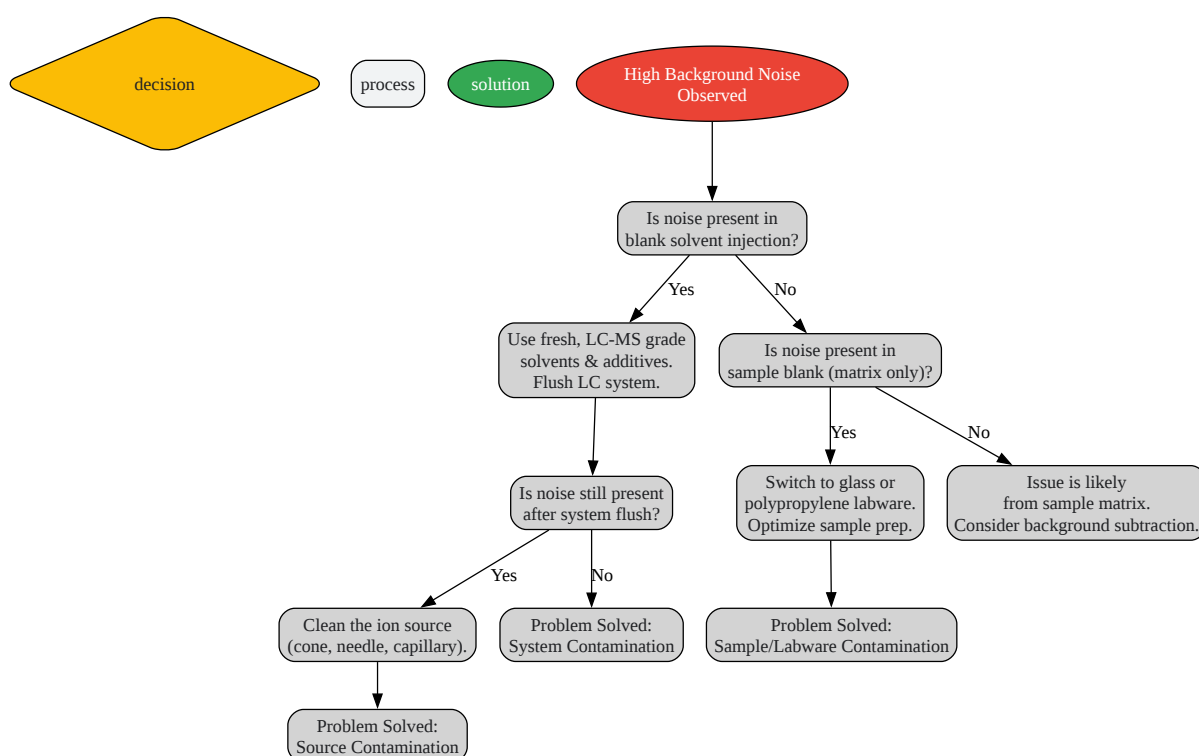 decision
process
solution
High Background Noise
Observed
Is noise present in
blank solvent injection?
Yes
No
Use fresh, LC-MS grade
solvents & additives.
Flush LC system.
Is noise present in
sample blank (matrix only)?
Yes
No
Is noise still present
after system flush?
Switch to glass or
polypropylene labware.
Optimize sample prep.
Issue is likely
from sample matrix.
Consider background subtraction.
Yes
No
Clean the ion source
(cone, needle, capillary).
Problem Solved:
System Contamination
Problem Solved:
Sample/Labware Contamination
Problem Solved:
Source Contamination